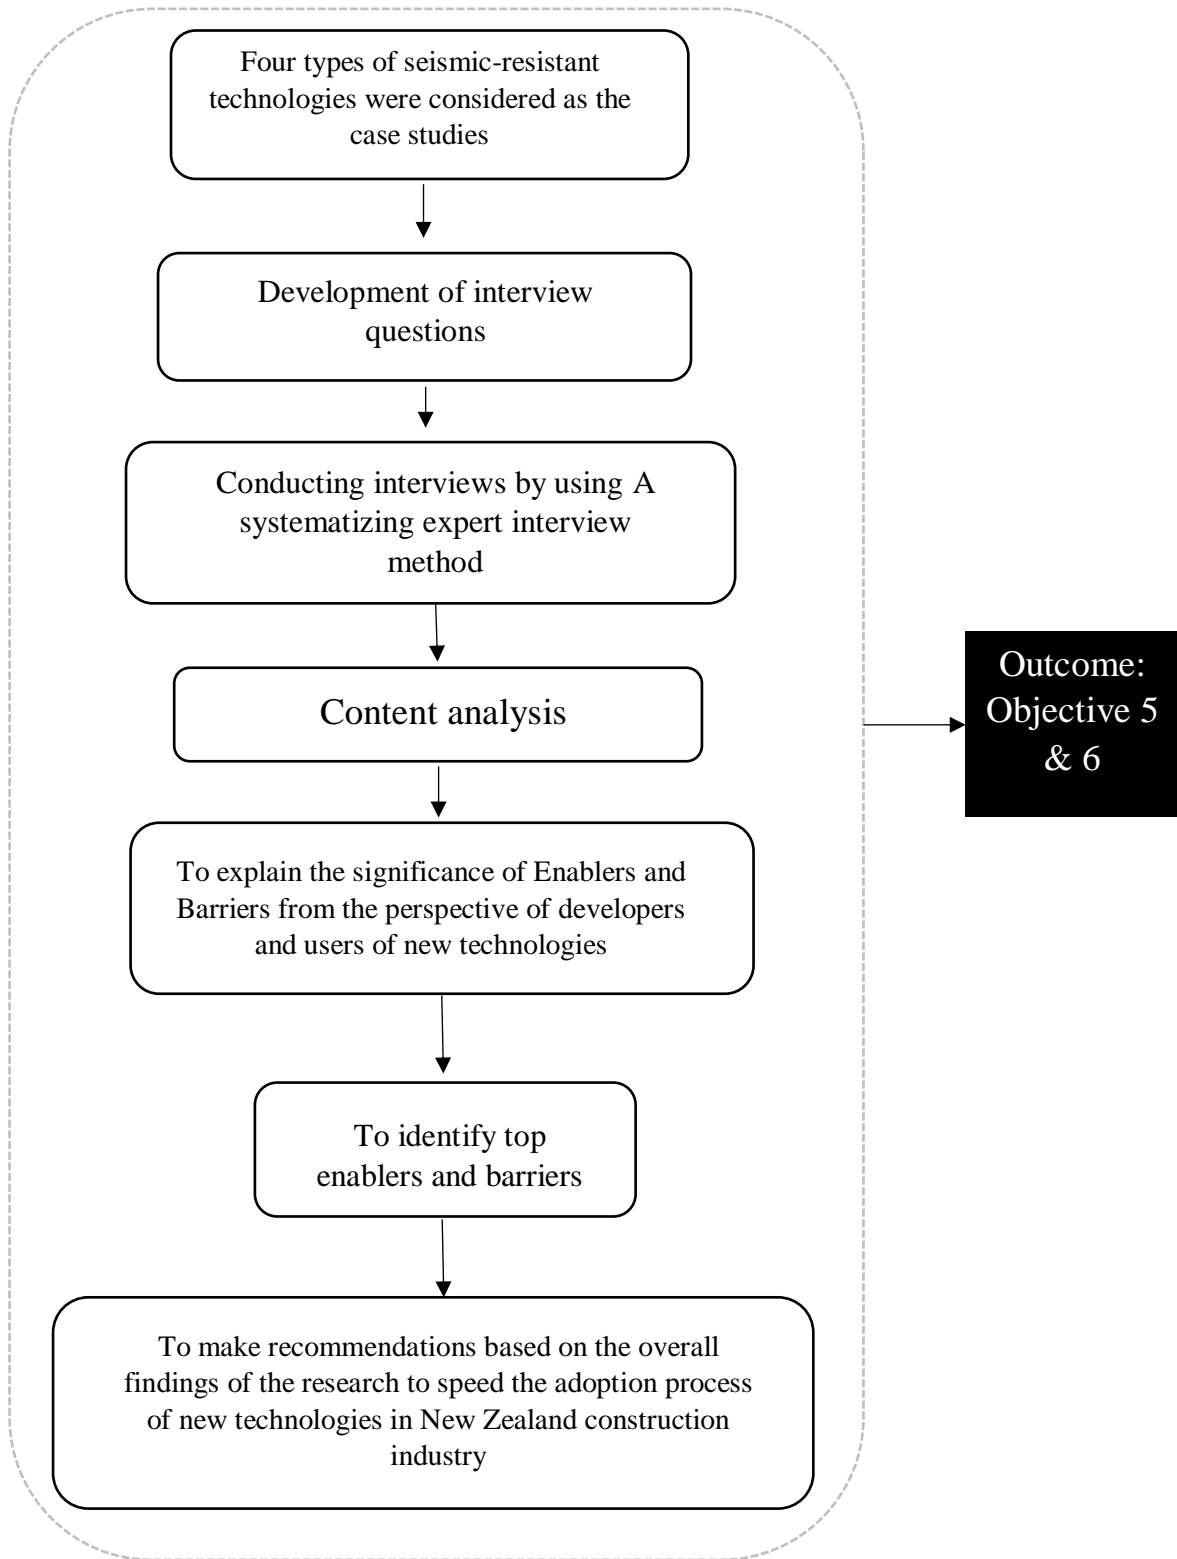 Four types of seismic-resistant
technologies were considered as the
case studies
Development of interview
questions
Conducting interviews by using A
systematizing expert interview
method
Content analysis
To explain the significance of Enablers and
Barriers from the perspective of developers
and users of new technologies
To identify top
enablers and barriers
To make recommendations based on the overall
findings of the research to speed the adoption process
of new technologies in New Zealand construction
industry
Outcome:
Objective 5
& 6